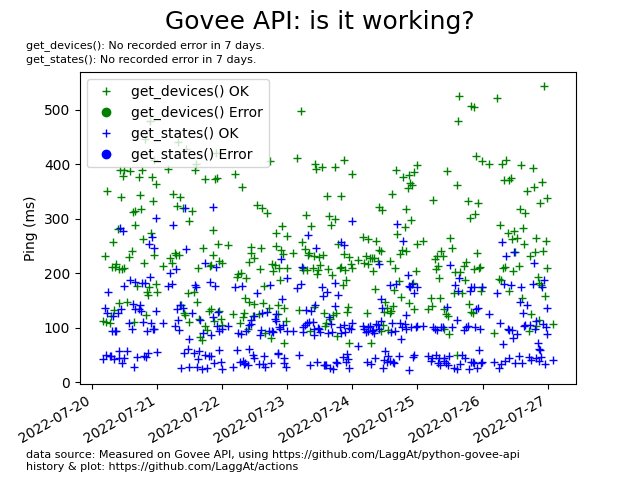 Govee API: is it working?
get_devices(): No recorded error in 7 days.
get_states(): No recorded error in 7 days.
get_devices() OK
get_devices() Error
get_states() OK
get_states() Error
Ping (ms)
500
400
300
200
100
0
2022-07-20
2022-07-21
2022-07-22
2022-07-23
2022-07-24
2022-07-25
2022-07-26
2022-07-27
data source: Measured on Govee API, using https://github.com/LaggAt/python-govee-api
history & plot: https://github.com/LaggAt/actions